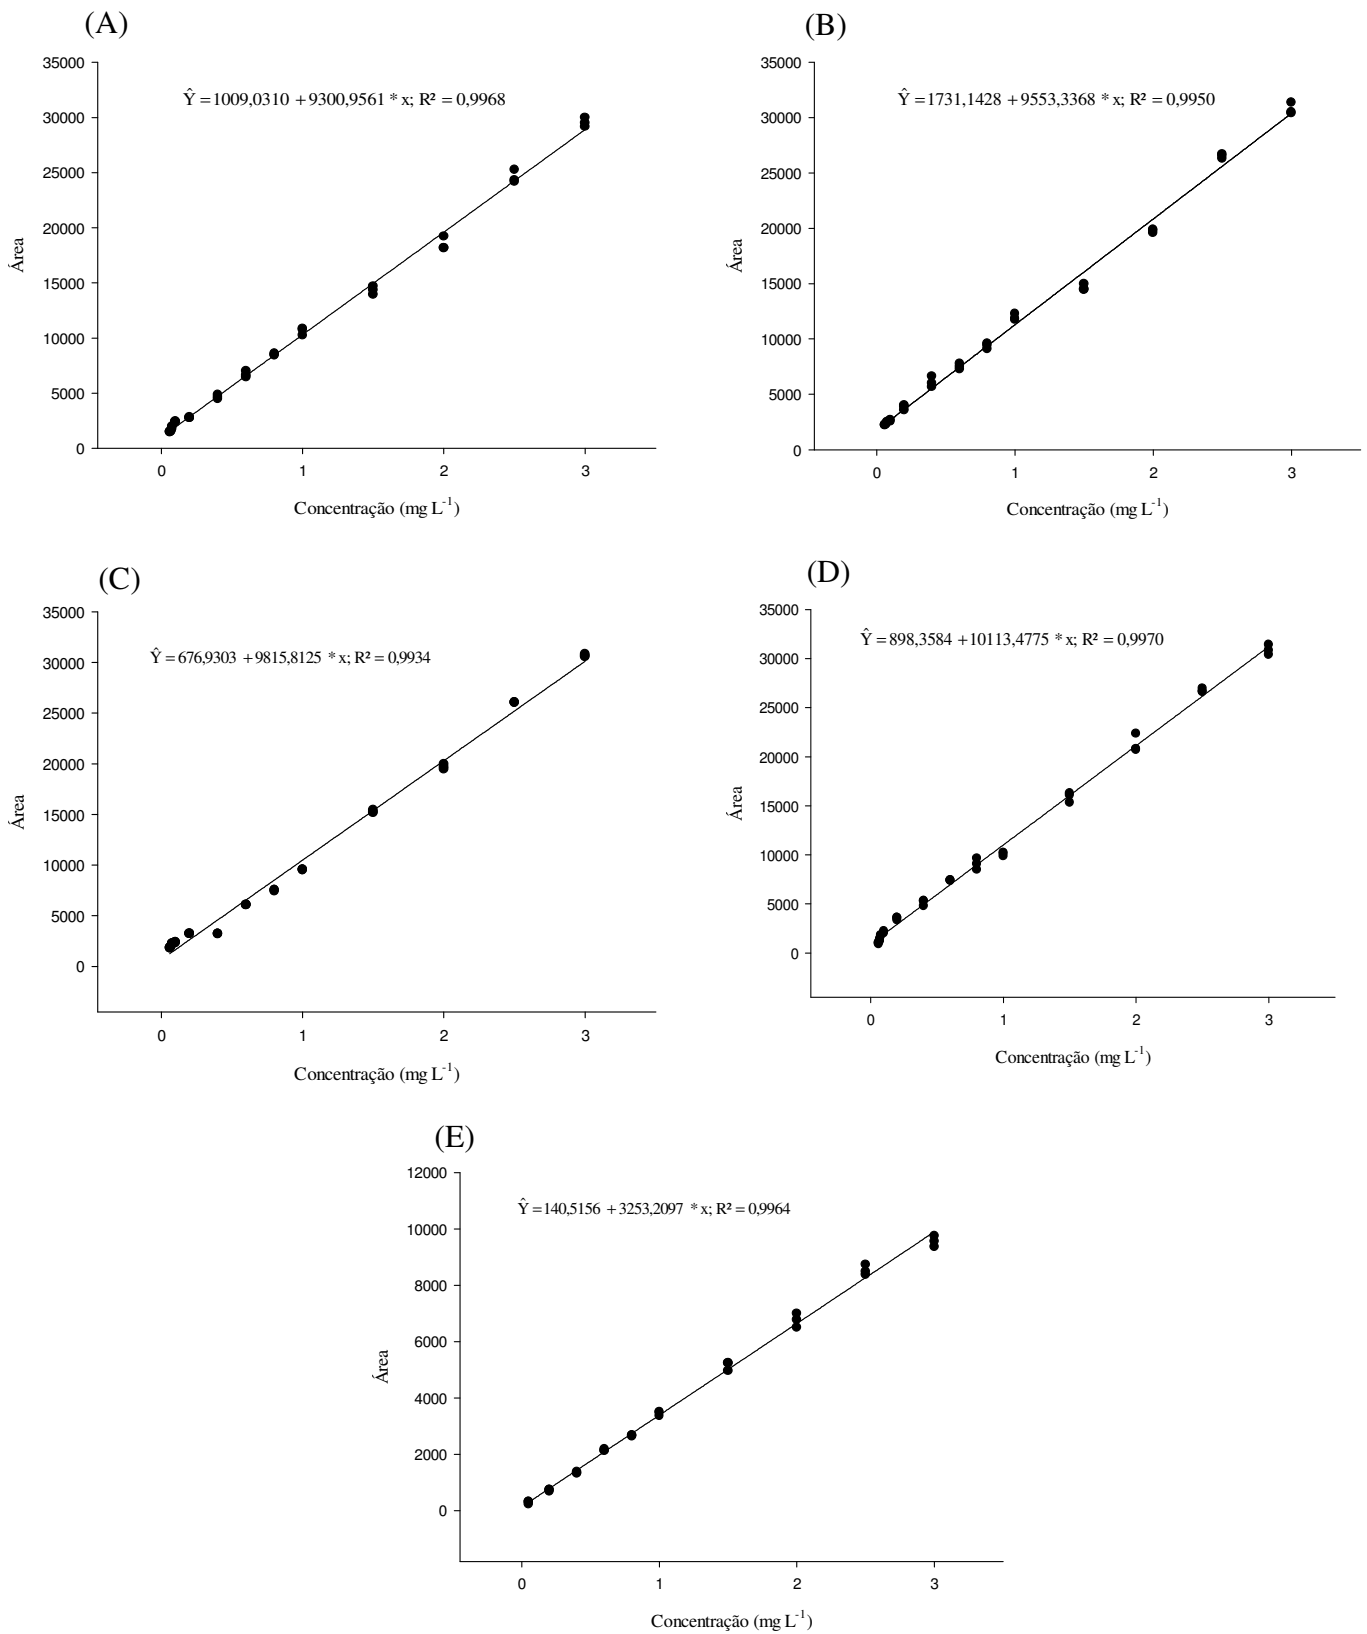 (A)
35000
30000
25000
20000
15000
10000
5000
0
Área
Ŷ = 1009,0310 + 9300,9561 * x; R² = 0,9968
0 1 2 3
Concentração (mg L⁻¹)
(B)
35000
30000
25000
20000
15000
10000
5000
0
Área
Ŷ = 1731,1428 + 9553,3368 * x; R² = 0,9950
0 1 2 3
Concentração (mg L⁻¹)
(C)
35000
30000
25000
20000
15000
10000
5000
0
Área
Ŷ = 676,9303 + 9815,8125 * x; R² = 0,9934
0 1 2 3
Concentração (mg L⁻¹)
(D)
35000
30000
25000
20000
15000
10000
5000
0
Área
Ŷ = 898,3584 + 10113,4775 * x; R² = 0,9970
0 1 2 3
Concentração (mg L⁻¹)
(E)
12000
10000
8000
6000
4000
2000
0
Área
Ŷ = 140,5156 + 3253,2097 * x; R² = 0,9964
0 1 2 3
Concentração (mg L⁻¹)